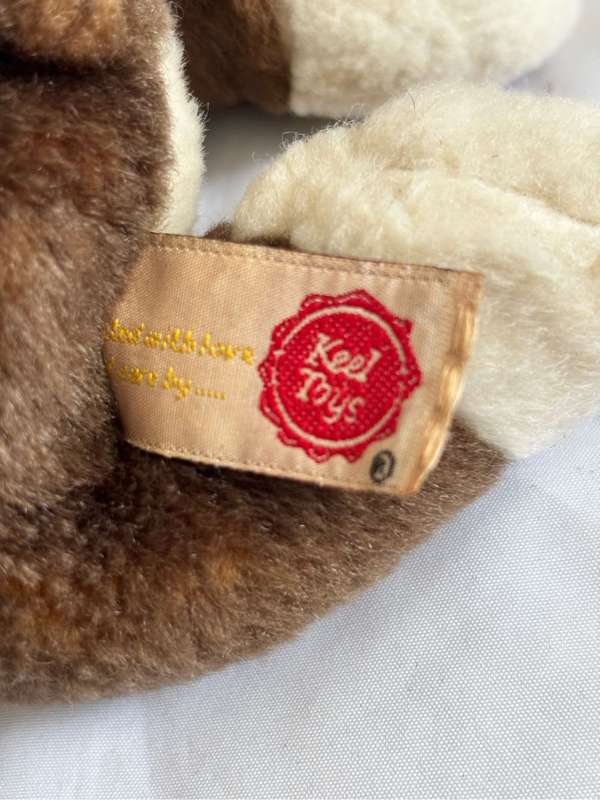 with love
care by.....
Keel
Toys